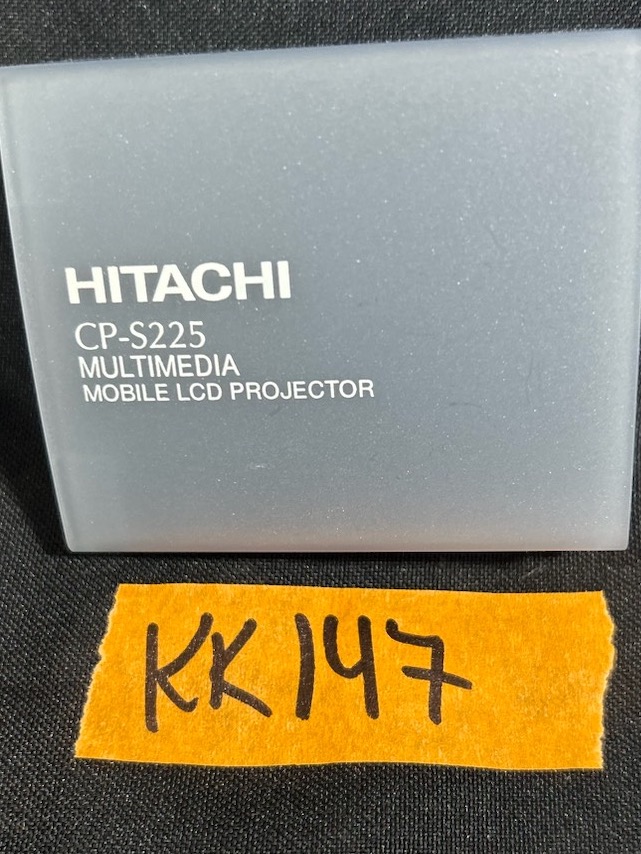 HITACHI
CP-S225
MULTIMEDIA
MOBILE LCD PROJECTOR
KK147